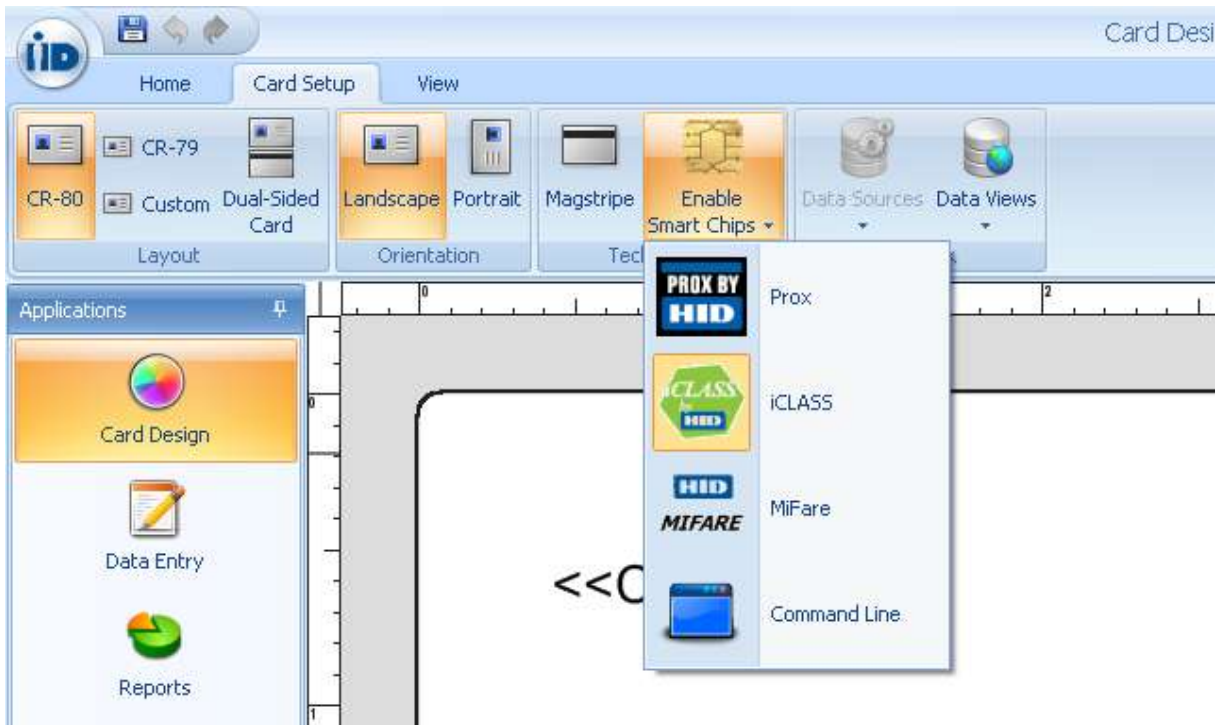 iID
Card Desi
Home Card Setup View
CR-80 CR-79 Custom Dual-Sided
Card
Landscape Portrait
Magstripe Enable
Smart Chips
Data Sources Data Views
Layout Orientation Tec
Applications
0 2
PROX BY
HID
Prox
0
Card Design
iCLASS
by
HID
iCLASS
Data Entry
HID
MIFARE
MiFare
<<C
Command Line
Reports
1